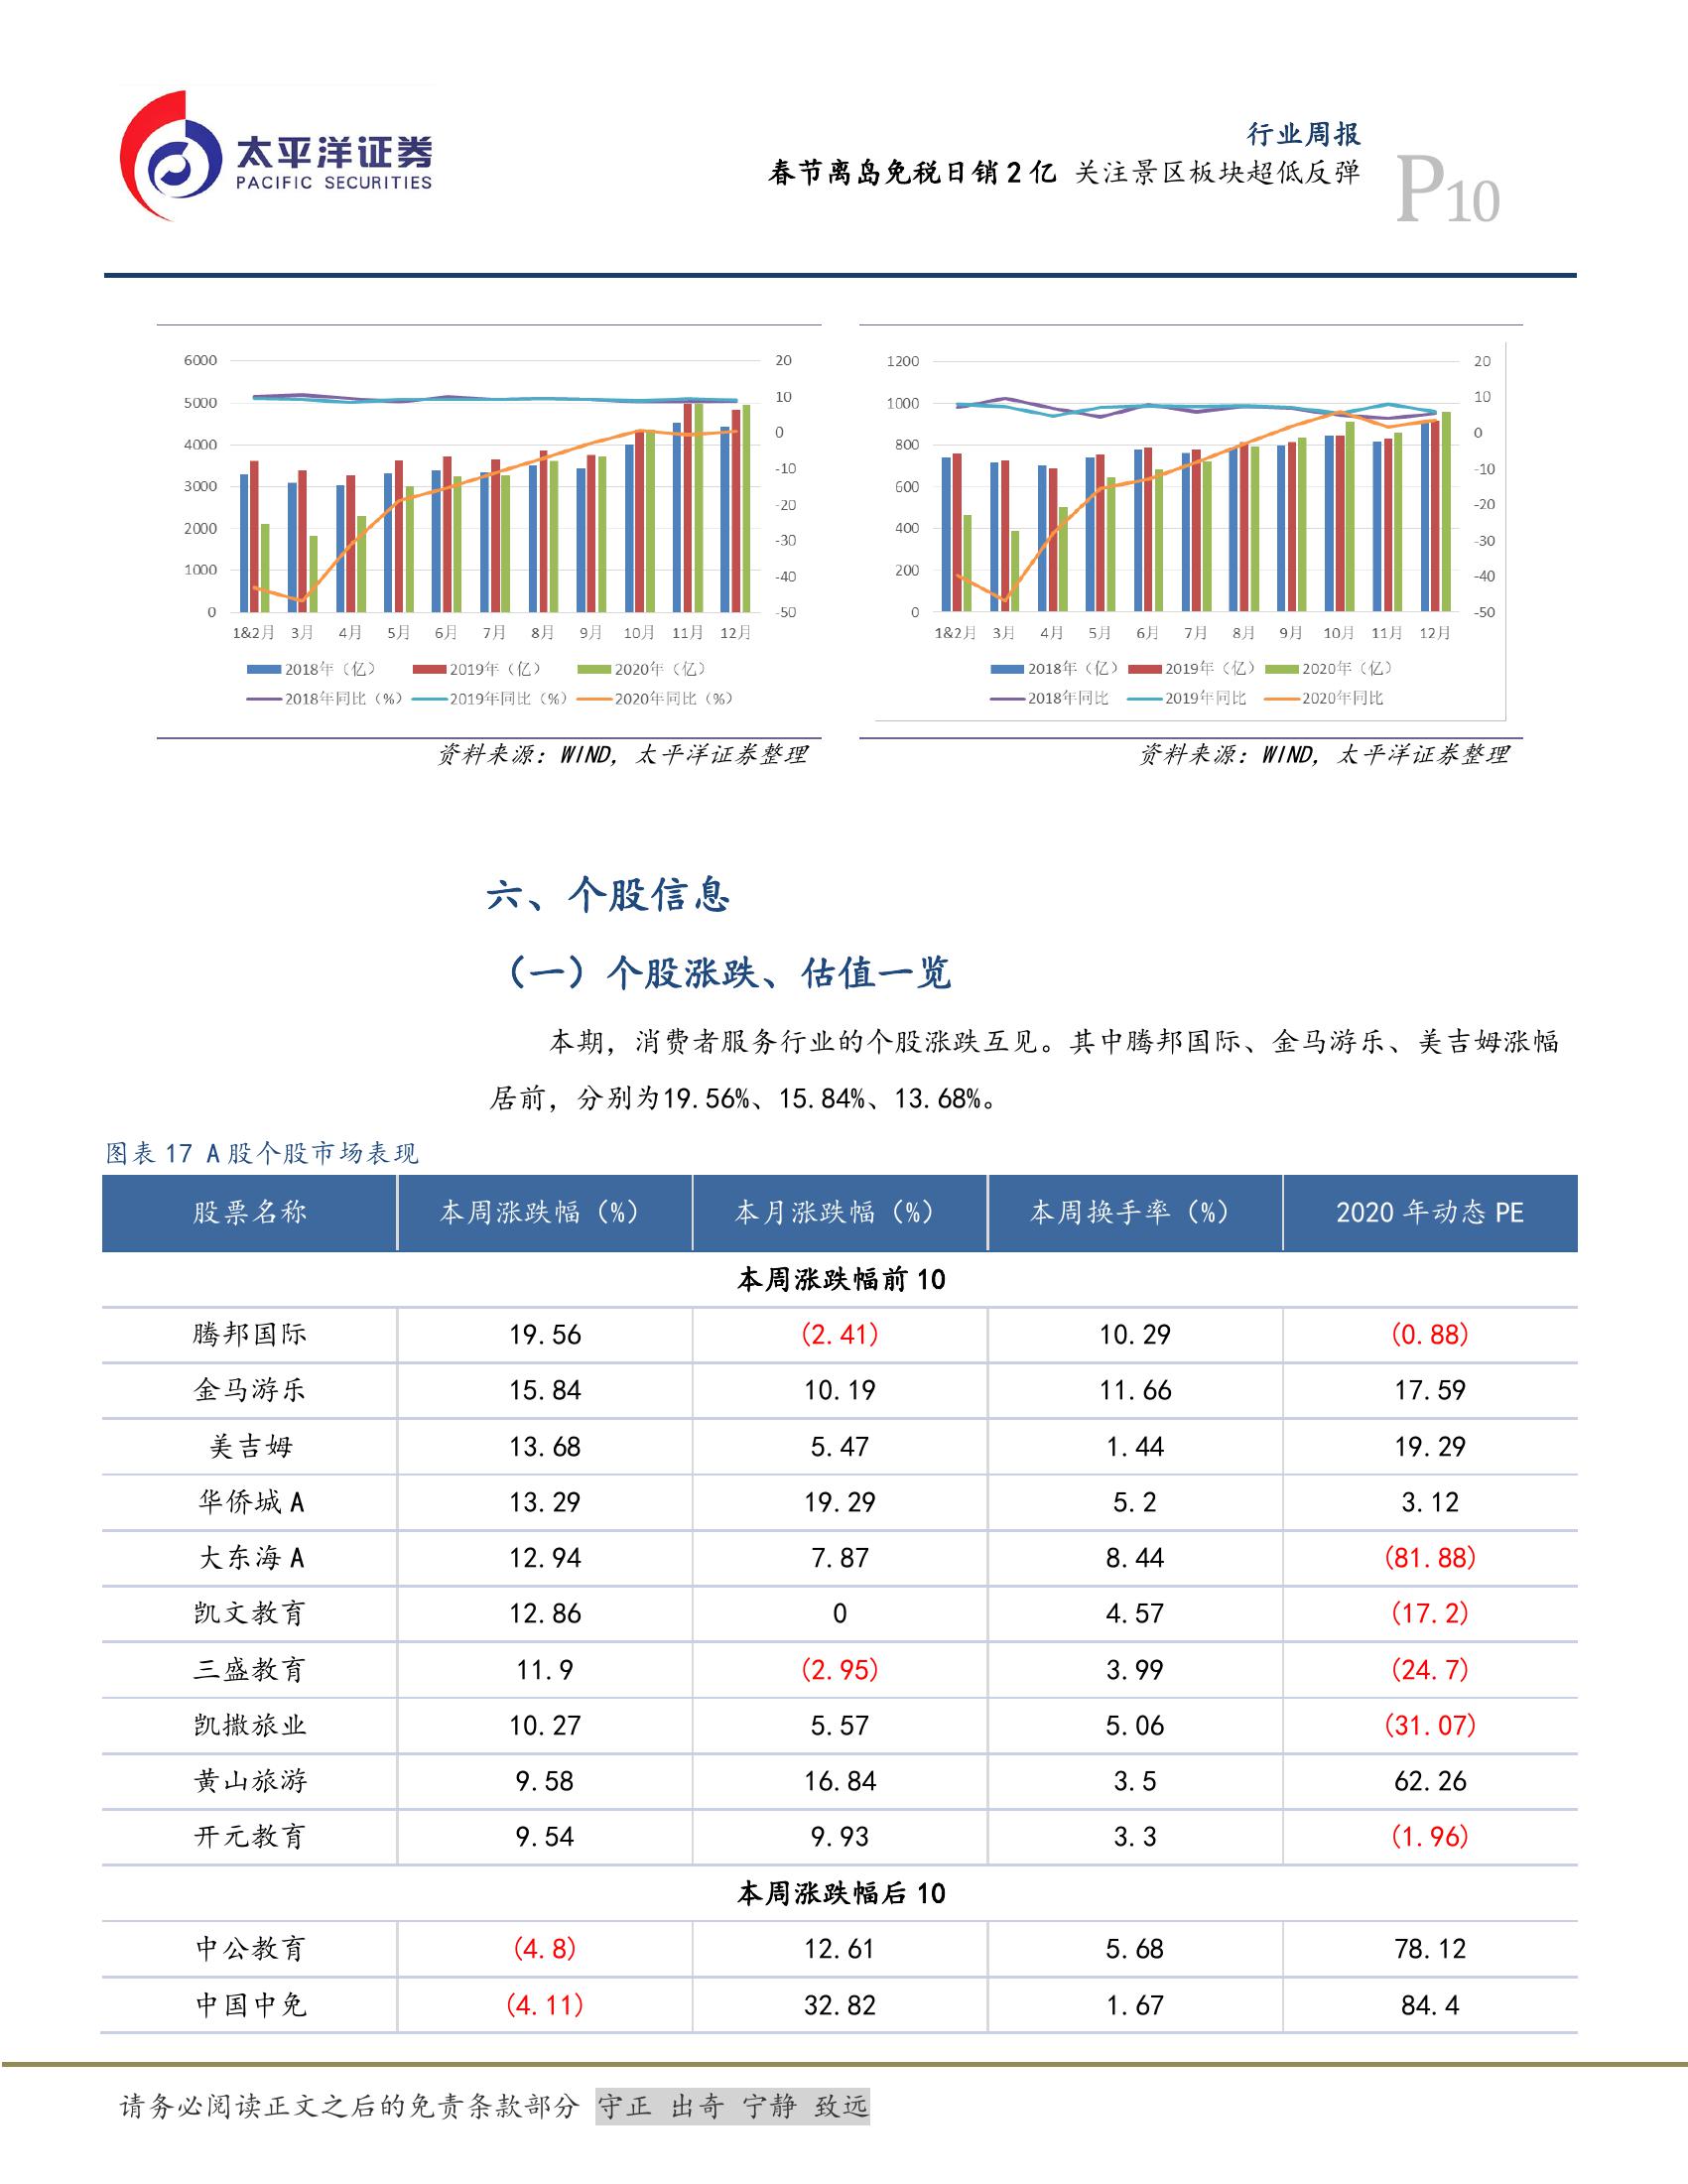 太平洋证券
PACIFIC SECURITIES
行业周报
春节离岛免税日销2亿 关注景区板块超低反弹
P10
6000
5000
4000
3000
2000
1000
0
20
10
0
-10
-20
-30
-40
-50
1&2月 3月 4月 5月 6月 7月 8月 9月 10月 11月 12月
2018年（亿） 2019年（亿） 2020年（亿）
2018年同比（%） 2019年同比（%） 2020年同比（%）
资料来源：WIND，太平洋证券整理
1200
1000
800
600
400
200
0
20
10
0
-10
-20
-30
-40
-50
1&2月 3月 4月 5月 6月 7月 8月 9月 10月 11月 12月
2018年（亿） 2019年（亿） 2020年（亿）
2018年同比 2019年同比 2020年同比
资料来源：WIND，太平洋证券整理
六、个股信息
（一）个股涨跌、估值一览
本期，消费者服务行业的个股涨跌互见。其中腾邦国际、金马游乐、美吉姆涨幅
居前，分别为19.56%、15.84%、13.68%。
图表 17 A 股个股市场表现
股票名称 本周涨跌幅（%） 本月涨跌幅（%） 本周换手率（%） 2020 年动态 PE
本周涨跌幅前 10
腾邦国际 19.56 (2.41) 10.29 (0.88)
金马游乐 15.84 10.19 11.66 17.59
美吉姆 13.68 5.47 1.44 19.29
华侨城 A 13.29 19.29 5.2 3.12
大东海 A 12.94 7.87 8.44 (81.88)
凯文教育 12.86 0 4.57 (17.2)
三盛教育 11.9 (2.95) 3.99 (24.7)
凯撒旅业 10.27 5.57 5.06 (31.07)
黄山旅游 9.58 16.84 3.5 62.26
开元教育 9.54 9.93 3.3 (1.96)
本周涨跌幅后 10
中公教育 (4.8) 12.61 5.68 78.12
中国中免 (4.11) 32.82 1.67 84.4
请务必阅读正文之后的免责条款部分 守正 出奇 宁静 致远